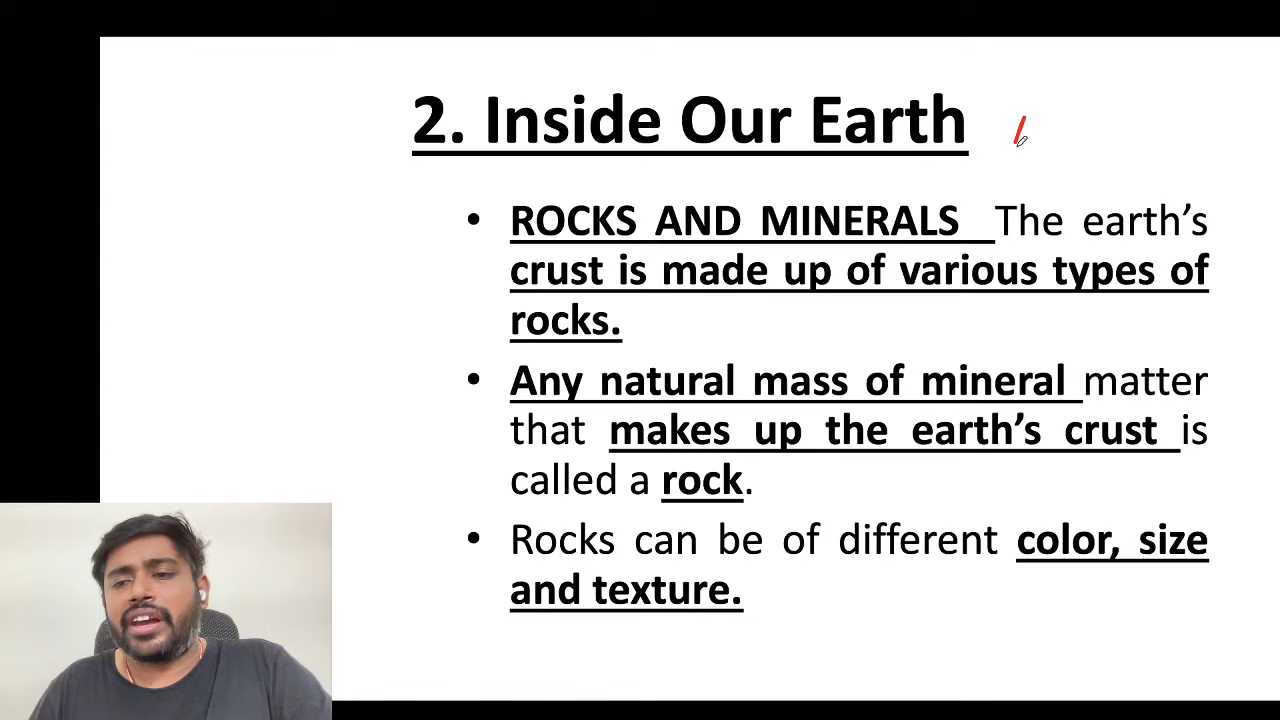 2. Inside Our Earth
• ROCKS AND MINERALS The earth’s
crust is made up of various types of
rocks.
• Any natural mass of mineral matter
that makes up the earth’s crust is
called a rock.
• Rocks can be of different color, size
and texture.